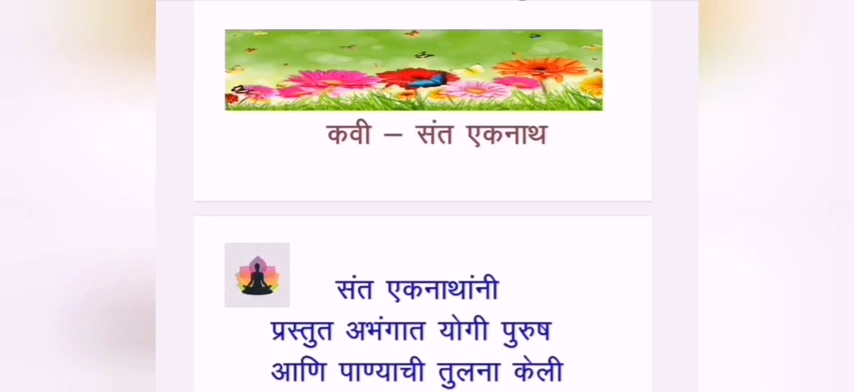 कवी – संत एकनाथ
संत एकनाथांनी
प्रस्तुत अभंगात योगी पुरुष
आणि पाण्याची तुलना केली